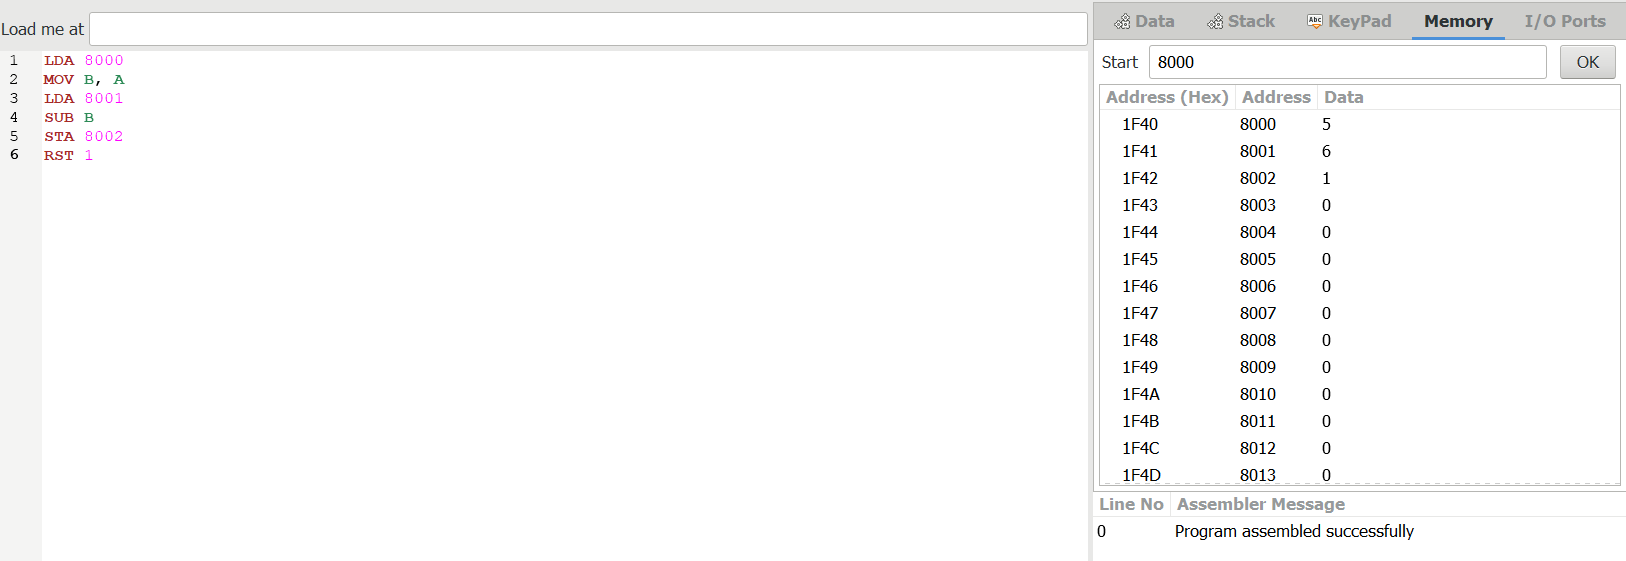 Load me at
1 LDA 8000
2 MOV B, A
3 LDA 8001
4 SUB B
5 STA 8002
6 RST 1
Data Stack Abc KeyPad Memory I/O Ports
Start 8000 OK
Address (Hex) Address Data
1F40 8000 5
1F41 8001 6
1F42 8002 1
1F43 8003 0
1F44 8004 0
1F45 8005 0
1F46 8006 0
1F47 8007 0
1F48 8008 0
1F49 8009 0
1F4A 8010 0
1F4B 8011 0
1F4C 8012 0
1F4D 8013 0
Line No Assembler Message
0 Program assembled successfully